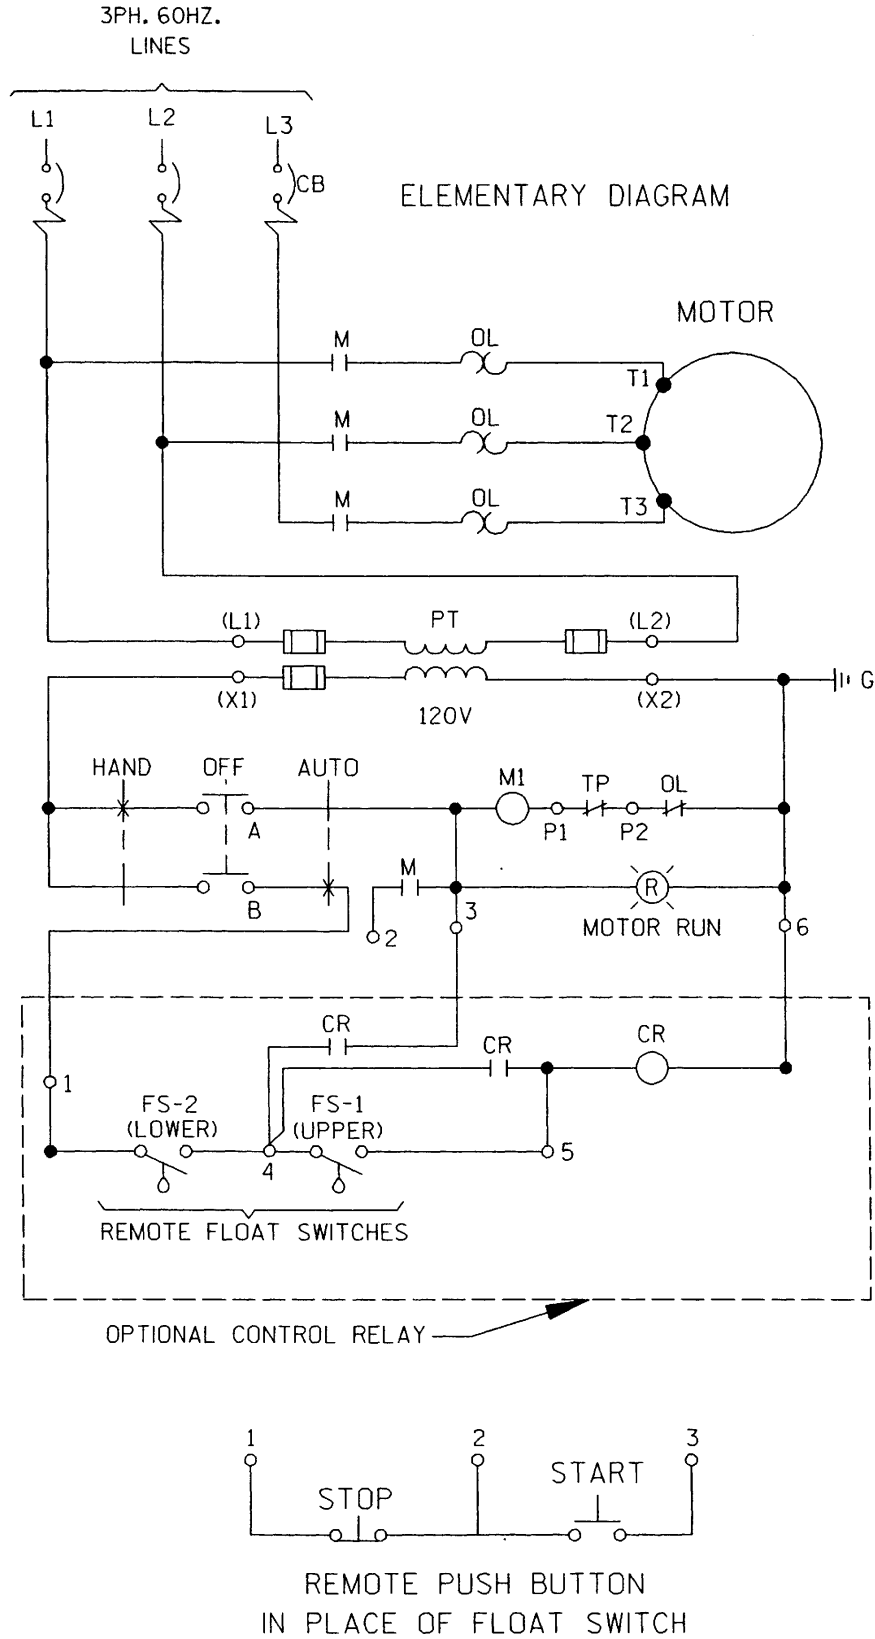 3PH. 60HZ.
LINES
L1
L2
L3
CB
ELEMENTARY DIAGRAM
MOTOR
M
OL
T1
M
OL
T2
M
OL
T3
(L1)
PT
(L2)
(X1)
120V
(X2)
G
HAND
OFF
AUTO
A
M1
P1
TP
P2
OL
B
M
2
3
R
MOTOR RUN
6
CR
CR
CR
1
FS-2
(LOWER)
FS-1
(UPPER)
4
5
REMOTE FLOAT SWITCHES
OPTIONAL CONTROL RELAY
1
2
3
STOP
START
REMOTE PUSH BUTTON
IN PLACE OF FLOAT SWITCH